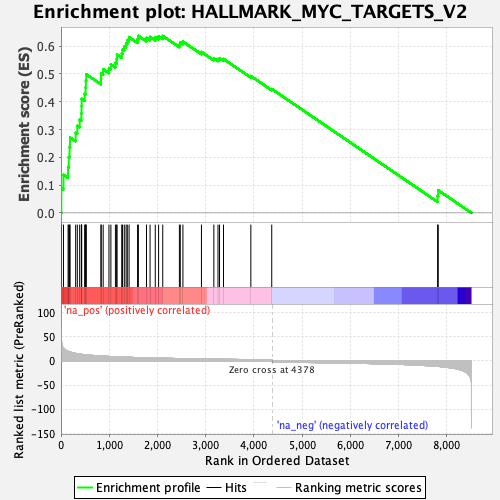 Enrichment plot: HALLMARK_MYC_TARGETS_V2
Enrichment score (ES)
0.6
0.5
0.4
0.3
0.2
0.1
0.0
'na_pos' (positively correlated)
Ranked list metric (PreRanked)
100
50
0
-50
-100
-150
Zero cross at 4378
'na_neg' (negatively correlated)
0 1,000 2,000 3,000 4,000 5,000 6,000 7,000 8,000
Rank in Ordered Dataset
Enrichment profile Hits Ranking metric scores